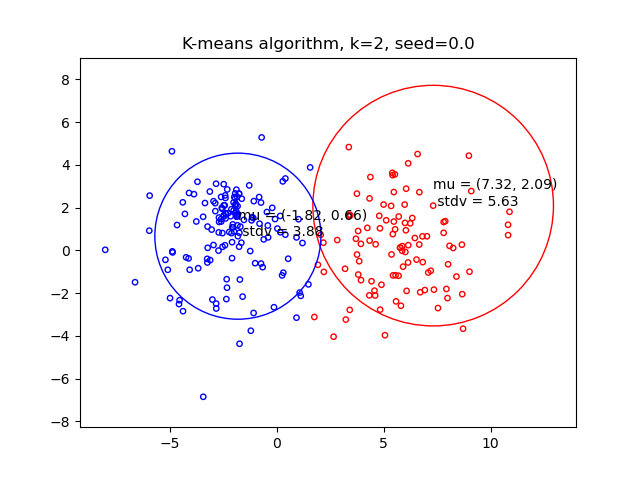 K-means algorithm, k=2, seed=0.0
8
6
4
2
0
−2
−4
−6
−8
mu = (7.32, 2.09)
stdv = 5.63
mu = (-1.82, 0.66)
stdv = 3.88
−5
0
5
10